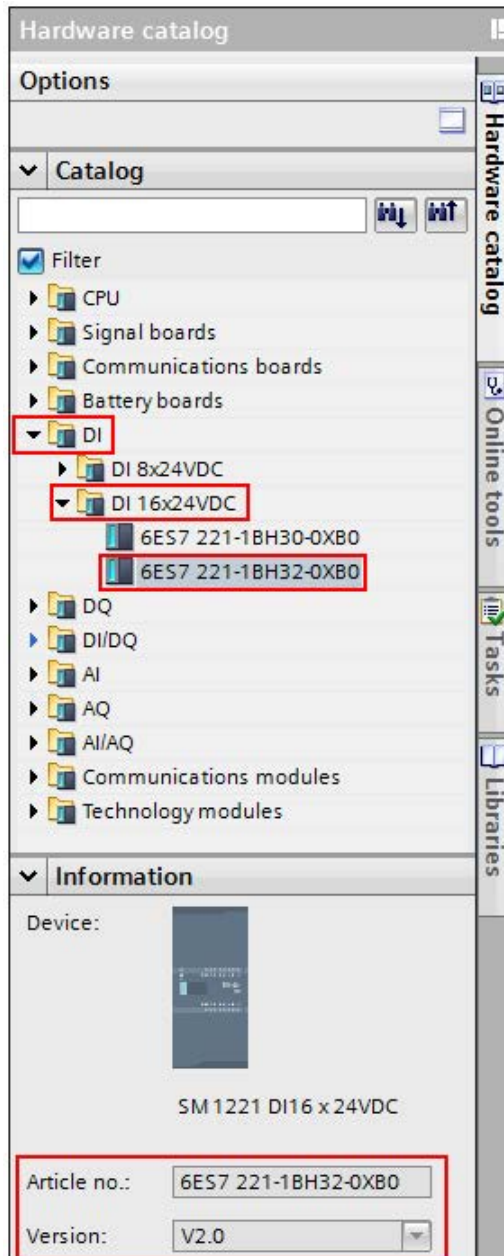 Hardware catalog
Options
Catalog
Filter
CPU
Signal boards
Communications boards
Battery boards
DI
DI 8x24VDC
DI 16x24VDC
6ES7 221-1BH30-0XB0
6ES7 221-1BH32-0XB0
DQ
DI/DQ
AI
AQ
AI/AQ
Communications modules
Technology modules
Information
Device:
SM 1221 DI16 x 24VDC
Article no.: 6ES7 221-1BH32-0XB0
Version: V2.0
Hardware catalog
Online tools
Tasks
Libraries